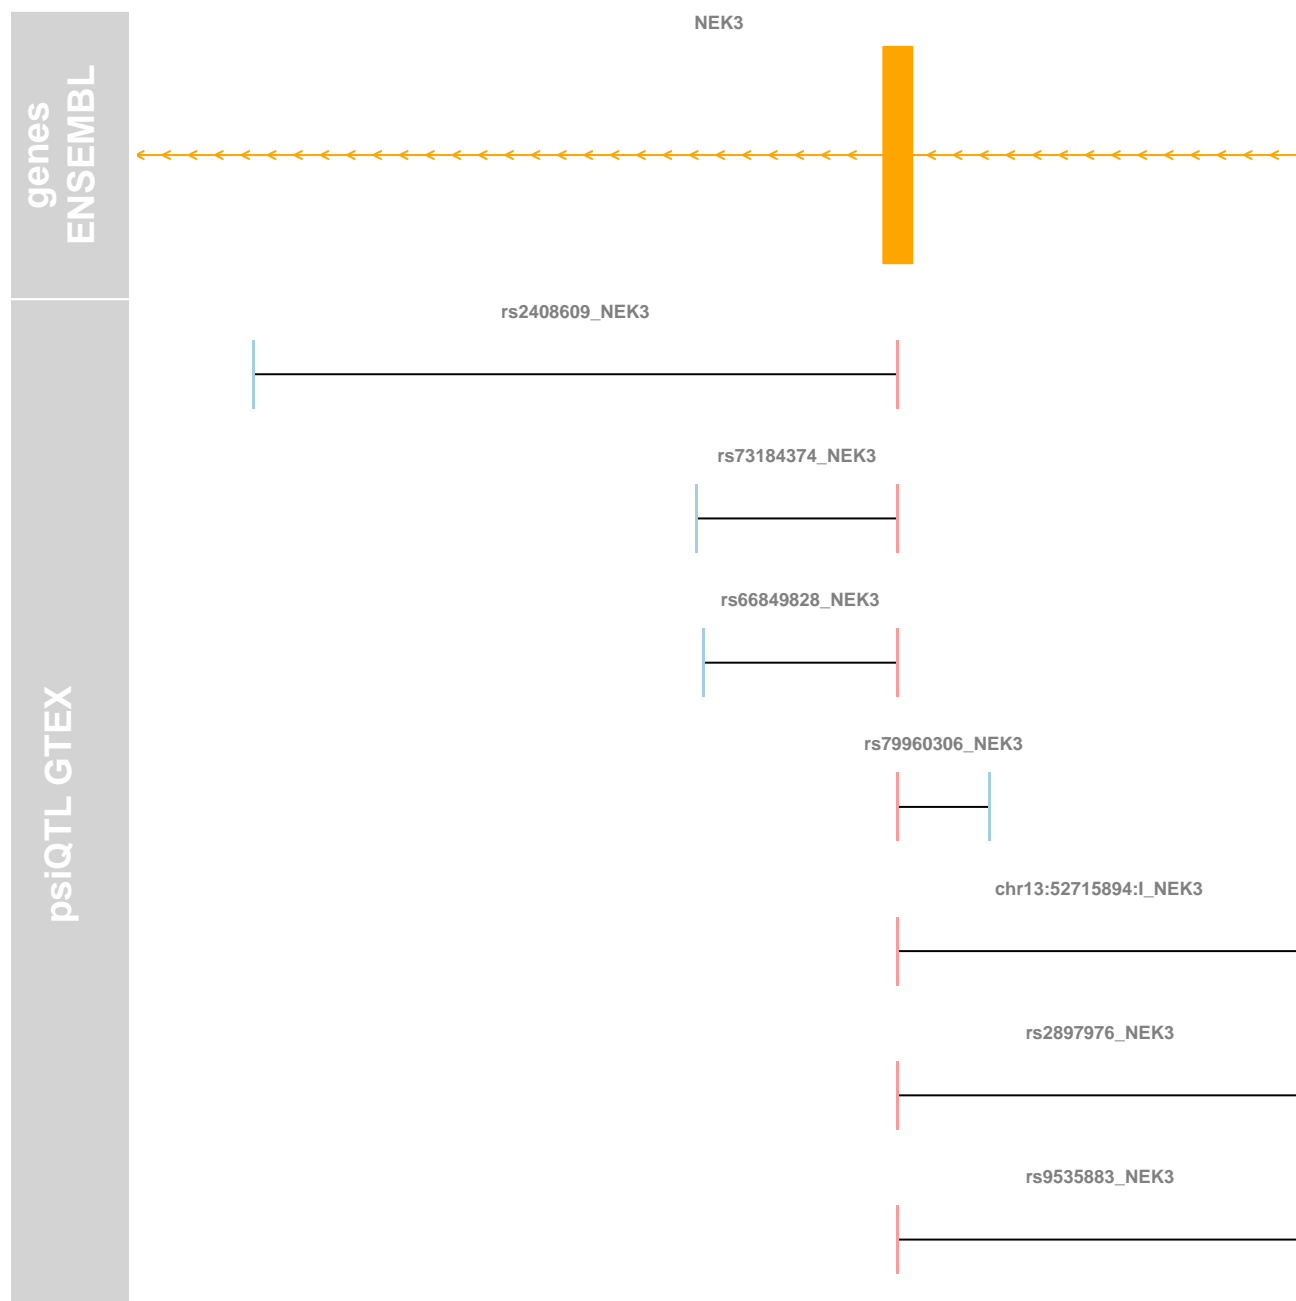 NEK3
genes
ENSEMBL
rs2408609_NEK3
rs73184374_NEK3
rs66849828_NEK3
rs79960306_NEK3
psiQTL GTEX
chr13:52715894:I_NEK3
rs2897976_NEK3
rs9535883_NEK3